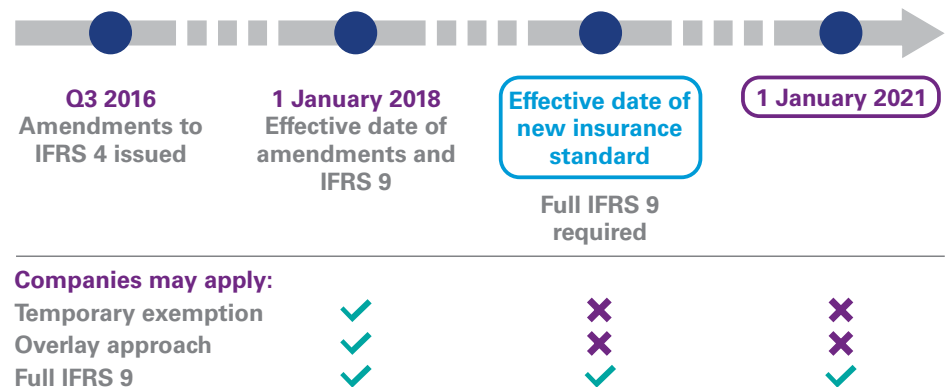 Q3 2016
Amendments to
IFRS 4 issued
1 January 2018
Effective date of
amendments and
IFRS 9
Effective date of
new insurance
standard
Full IFRS 9
required
1 January 2021
Companies may apply:
Temporary exemption
Overlay approach
Full IFRS 9